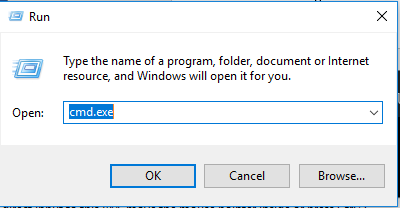 Run
Type the name of a program, folder, document or Internet
resource, and Windows will open it for you.
Open: cmd.exe
OK Cancel Browse...